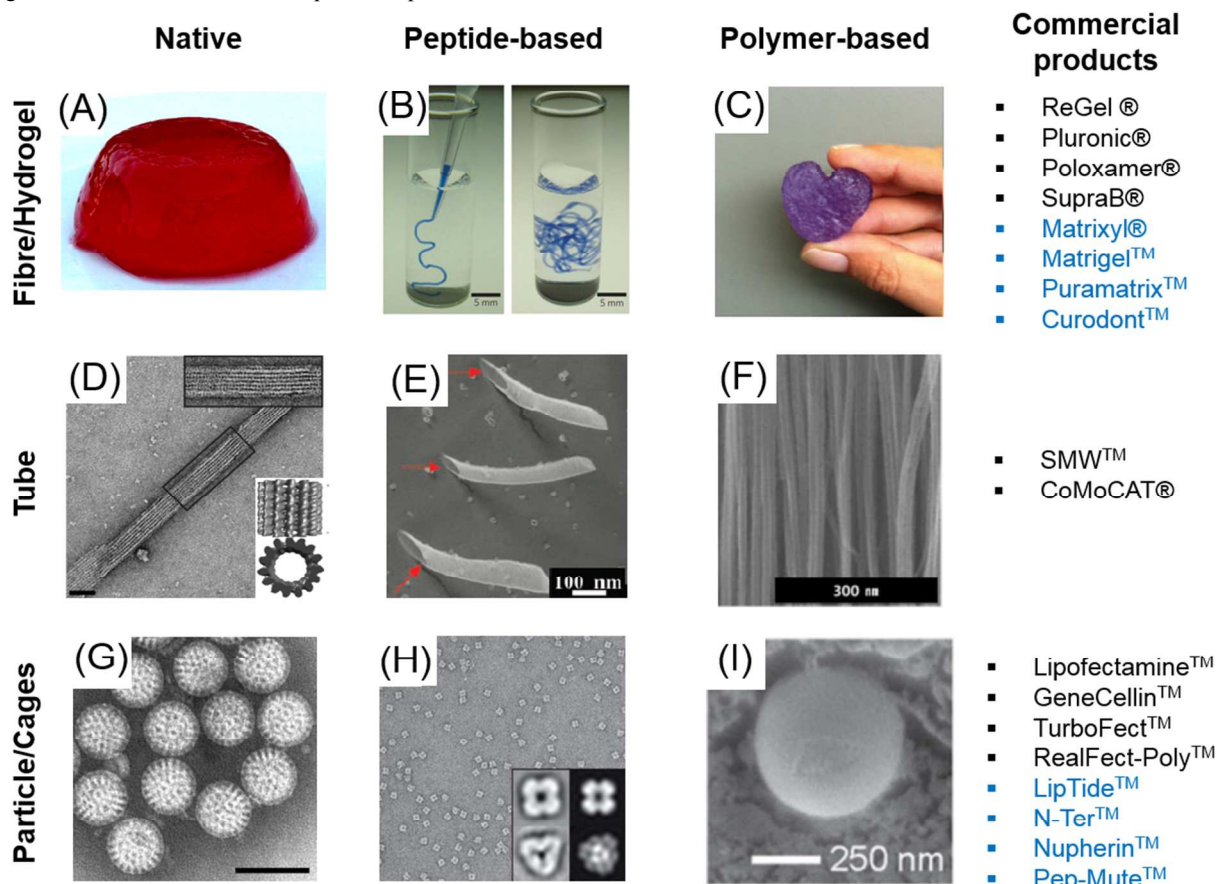 Native
Peptide-based
Polymer-based
Commercial
products
Fibre/Hydrogel
(A)
(B)
5 mm
5 mm
(C)
▪ ReGel ®
▪ Pluronic®
▪ Poloxamer®
▪ SupraB®
▪ Matrixyl®
▪ Matrigel™
▪ Puramatrix™
▪ Curodont™
Tube
(D)
(E)
100 nm
(F)
300 nm
▪ SMW™
▪ CoMoCAT®
Particle/Cages
(G)
(H)
(I)
250 nm
▪ Lipofectamine™
▪ GeneCellin™
▪ TurboFect™
▪ RealFect-Poly™
▪ LipTide™
▪ N-Ter™
▪ Nupherin™
▪ Pep-Mute™